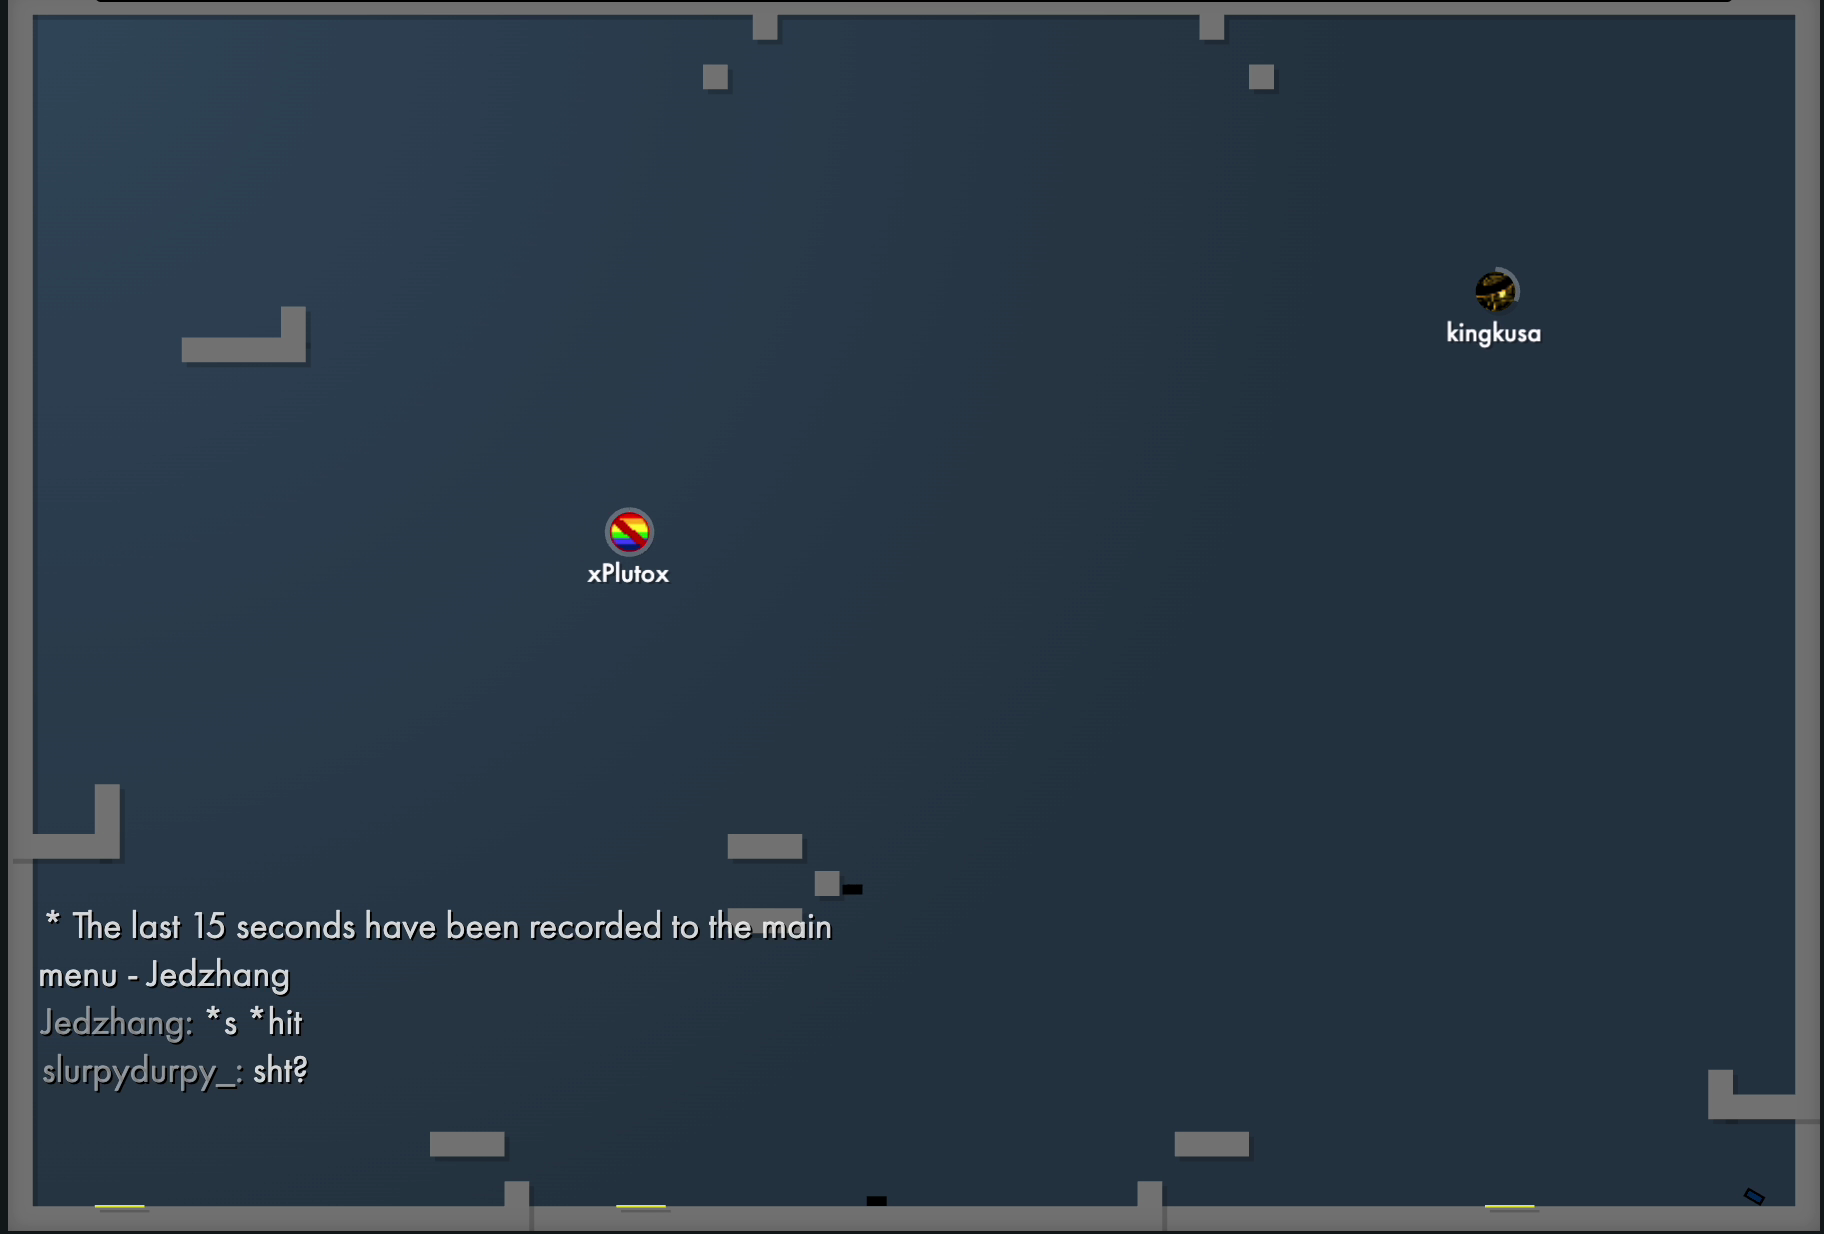 kingkusa
xPlutox
* The last 15 seconds have been recorded to the main
menu - Jedzhang
Jedzhang: *s *hit
slurpydurpy_: sht?